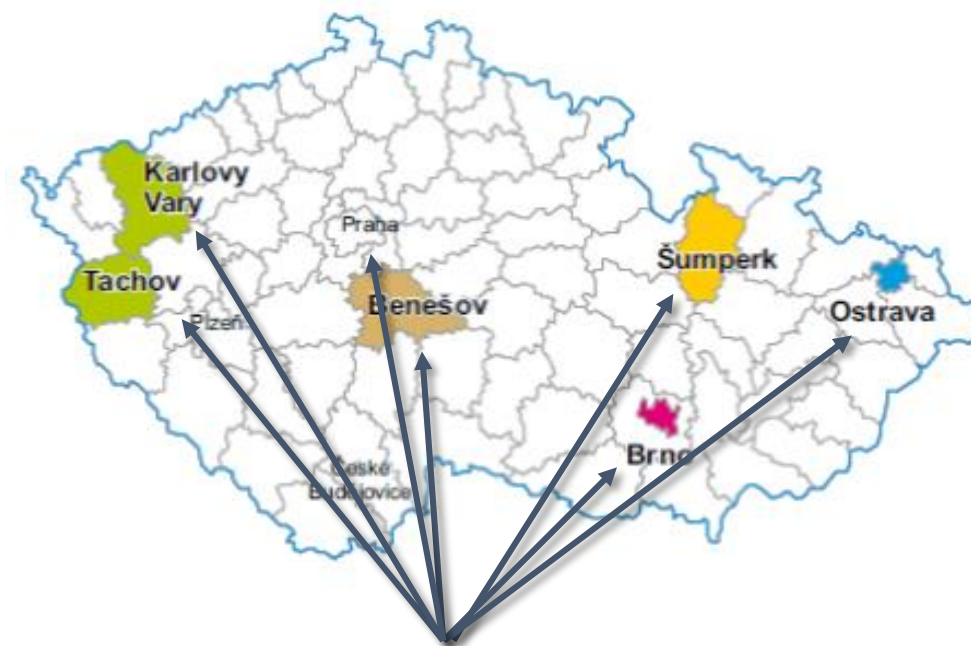 Karlovy
Vary
Praha
Šumperk
Tachov
Benešov
Ostrava
Plzeň
Brno
České
Budějovice